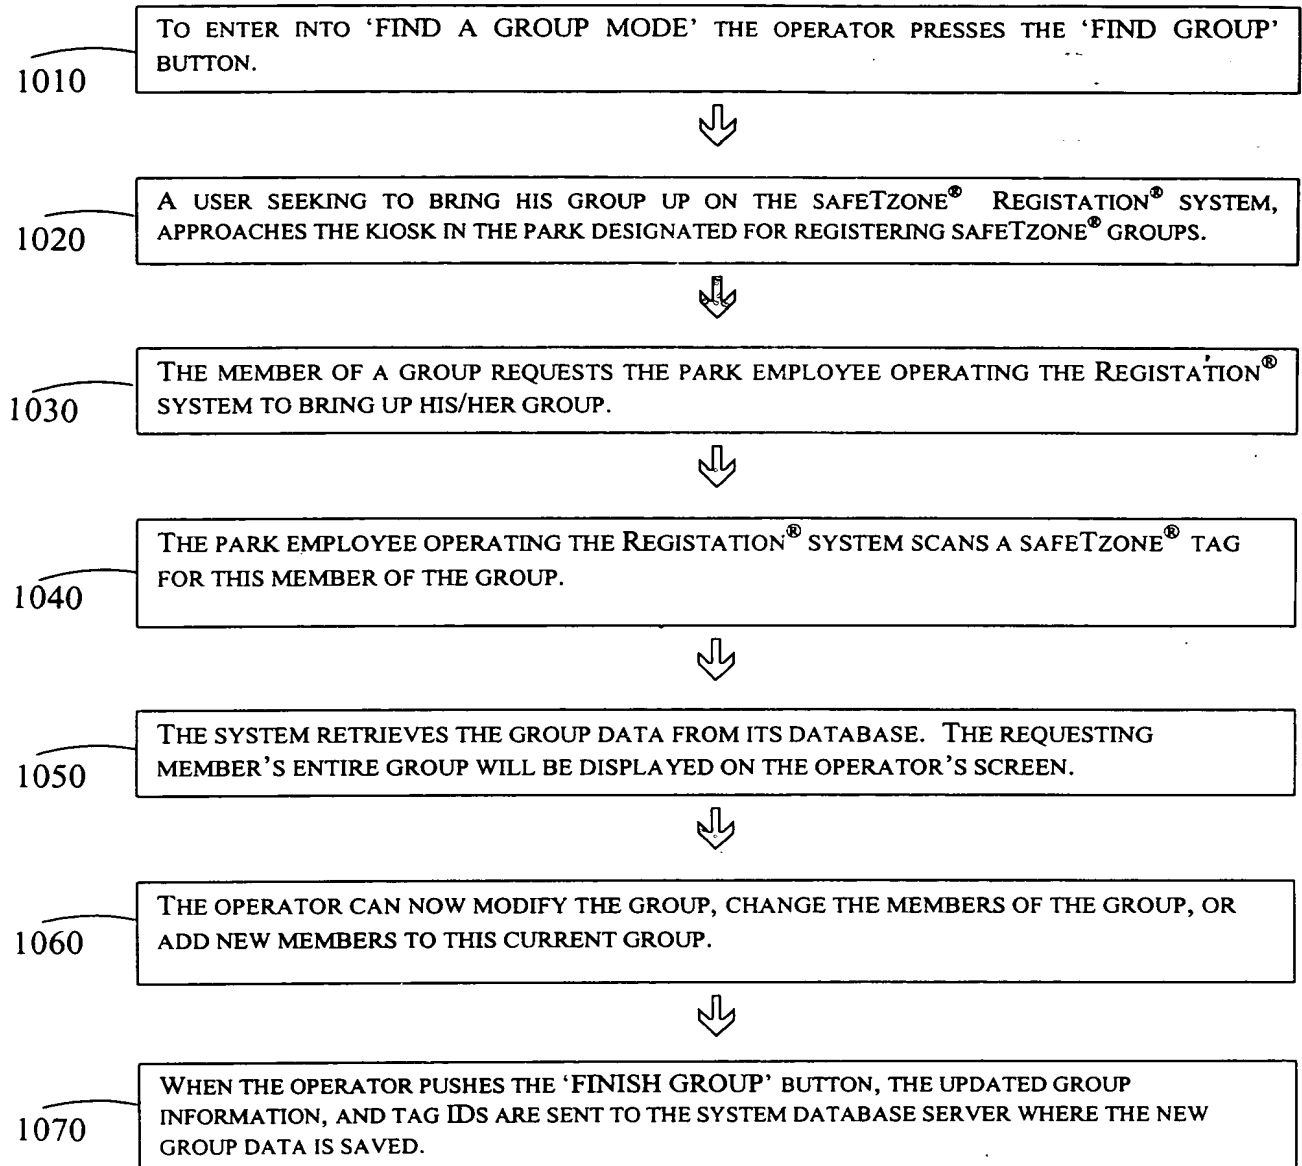 TO ENTER INTO 'FIND A GROUP MODE' THE OPERATOR PRESSES THE 'FIND GROUP'
BUTTON.
1010
A USER SEEKING TO BRING HIS GROUP UP ON THE SAFETZONE® REGISTATION® SYSTEM,
APPROACHES THE KIOSK IN THE PARK DESIGNATED FOR REGISTERING SAFETZONE® GROUPS.
1020
THE MEMBER OF A GROUP REQUESTS THE PARK EMPLOYEE OPERATING THE REGISTATION®
SYSTEM TO BRING UP HIS/HER GROUP.
1030
THE PARK EMPLOYEE OPERATING THE REGISTATION® SYSTEM SCANS A SAFETZONE® TAG
FOR THIS MEMBER OF THE GROUP.
1040
THE SYSTEM RETRIEVES THE GROUP DATA FROM ITS DATABASE. THE REQUESTING
MEMBER'S ENTIRE GROUP WILL BE DISPLAYED ON THE OPERATOR'S SCREEN.
1050
THE OPERATOR CAN NOW MODIFY THE GROUP, CHANGE THE MEMBERS OF THE GROUP, OR
ADD NEW MEMBERS TO THIS CURRENT GROUP.
1060
WHEN THE OPERATOR PUSHES THE 'FINISH GROUP' BUTTON, THE UPDATED GROUP
INFORMATION, AND TAG IDS ARE SENT TO THE SYSTEM DATABASE SERVER WHERE THE NEW
GROUP DATA IS SAVED.
1070